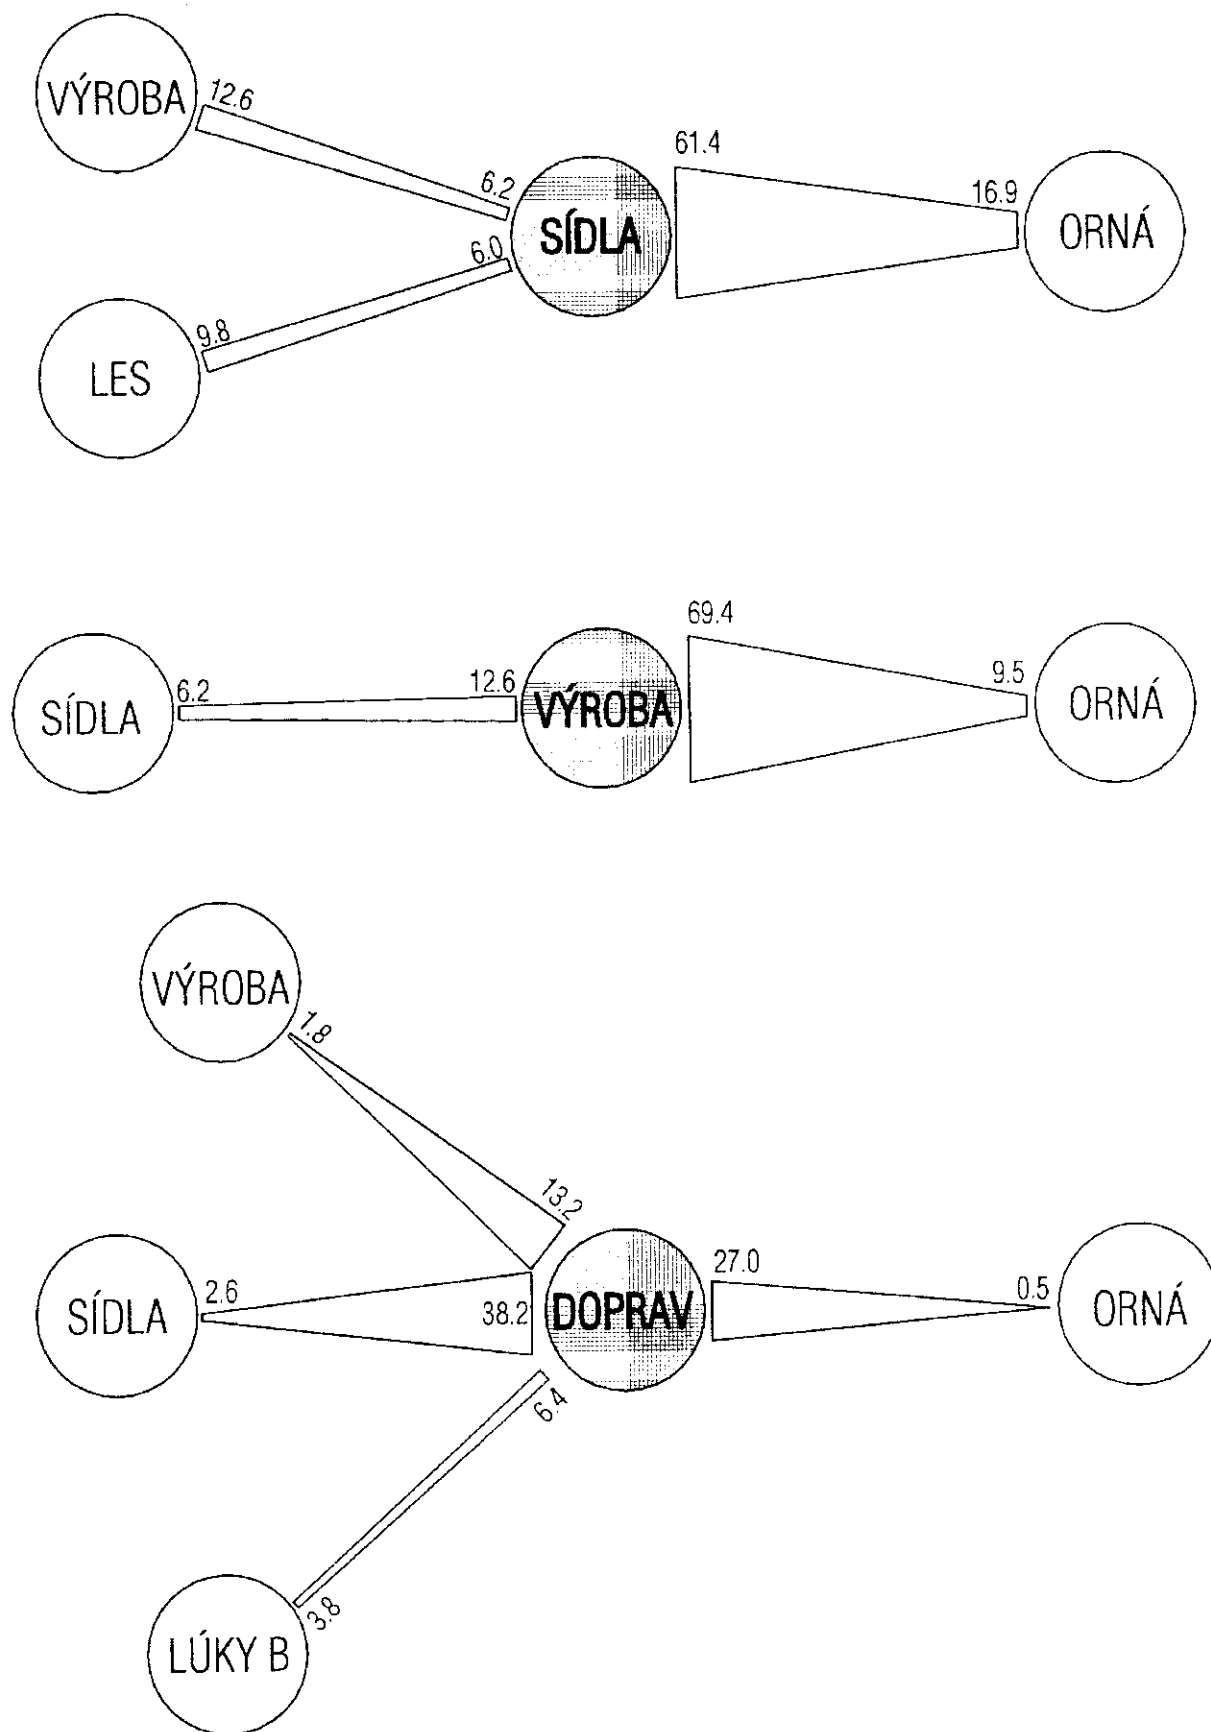 VÝROBA
12.6
6.2
61.4
16.9
SÍDLA
ORNÁ
6.0
9.8
LES
69.4
SÍDLA
6.2
12.6
VÝROBA
9.5
ORNÁ
VÝROBA
1.8
13.2
SÍDLA
2.6
38.2
DOPRAV
27.0
0.5
ORNÁ
6.4
3.8
LÚKY B